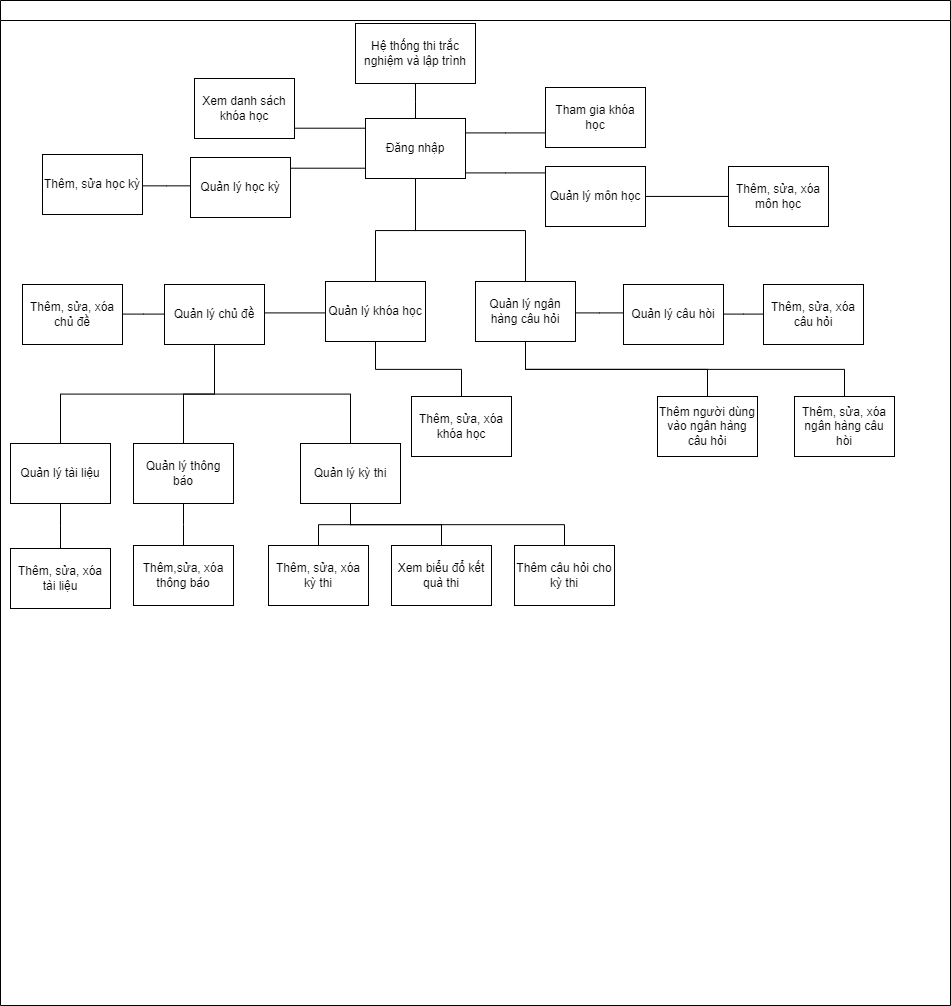 Hệ thống thi trắc
nghiệm và lập trình
Xem danh sách
khóa học
Tham gia khóa
học
Đăng nhập
Thêm, sửa học kỳ
Quản lý học kỳ
Quản lý môn học
Thêm, sửa, xóa
môn học
Thêm, sửa, xóa
chủ đề
Quản lý chủ đề
Quản lý khóa học
Quản lý ngân
hàng câu hỏi
Quản lý câu hỏi
Thêm, sửa, xóa
câu hỏi
Thêm, sửa, xóa
khóa học
Thêm người dùng
vào ngân hàng
câu hỏi
Thêm, sửa, xóa
ngân hàng câu
hỏi
Quản lý tài liệu
Quản lý thông
báo
Quản lý kỳ thi
Thêm, sửa, xóa
tài liệu
Thêm,sửa, xóa
thông báo
Thêm, sửa, xóa
kỳ thi
Xem biểu đồ kết
quả thi
Thêm câu hỏi cho
kỳ thi